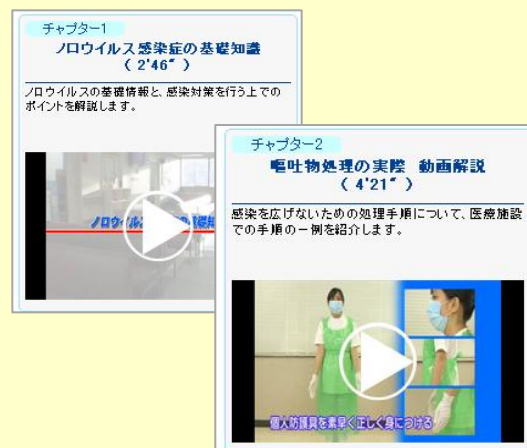 チャプター1
ノロウイルス感染症の基礎知識
( 2'46" )
ノロウイルスの基礎情報と、感染対策を行う上での
ポイントを解説します。
ノロウイルス
チャプター2
嘔吐物処理の実際 動画解説
( 4'21" )
感染を広げないための処理手順について、医療施設
での手順の一例を紹介します。
個人防護具を素早く正しく身につける